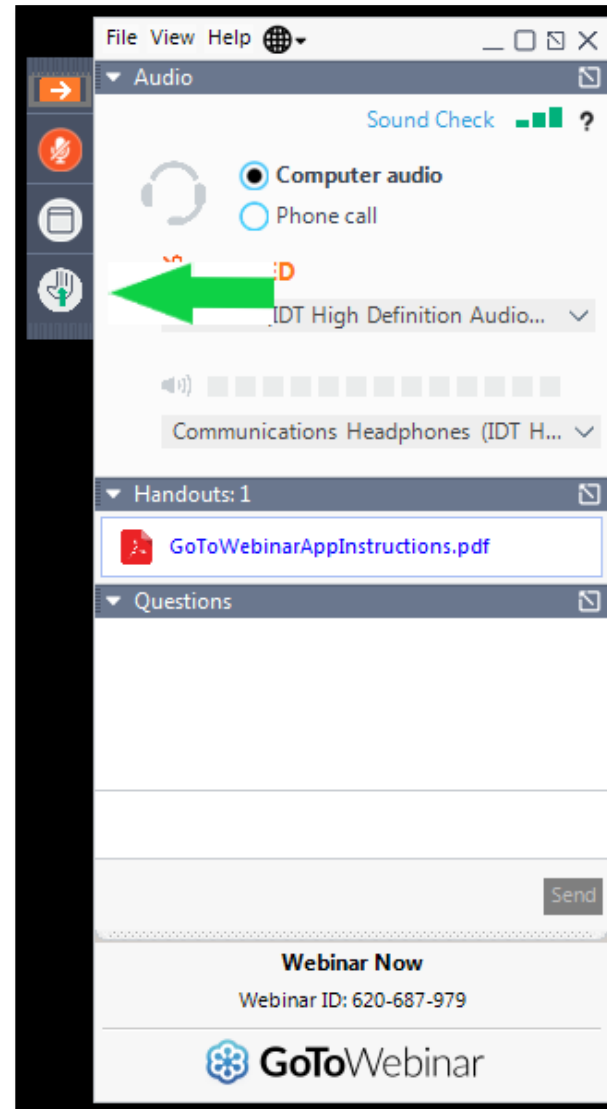 File View Help
Audio
Sound Check ?
Computer audio
Phone call
ED
IDT High Definition Audio...
Communications Headphones (IDT H...
Handouts: 1
GoToWebinarAppInstructions.pdf
Questions
Send
Webinar Now
Webinar ID: 620-687-979
GoToWebinar